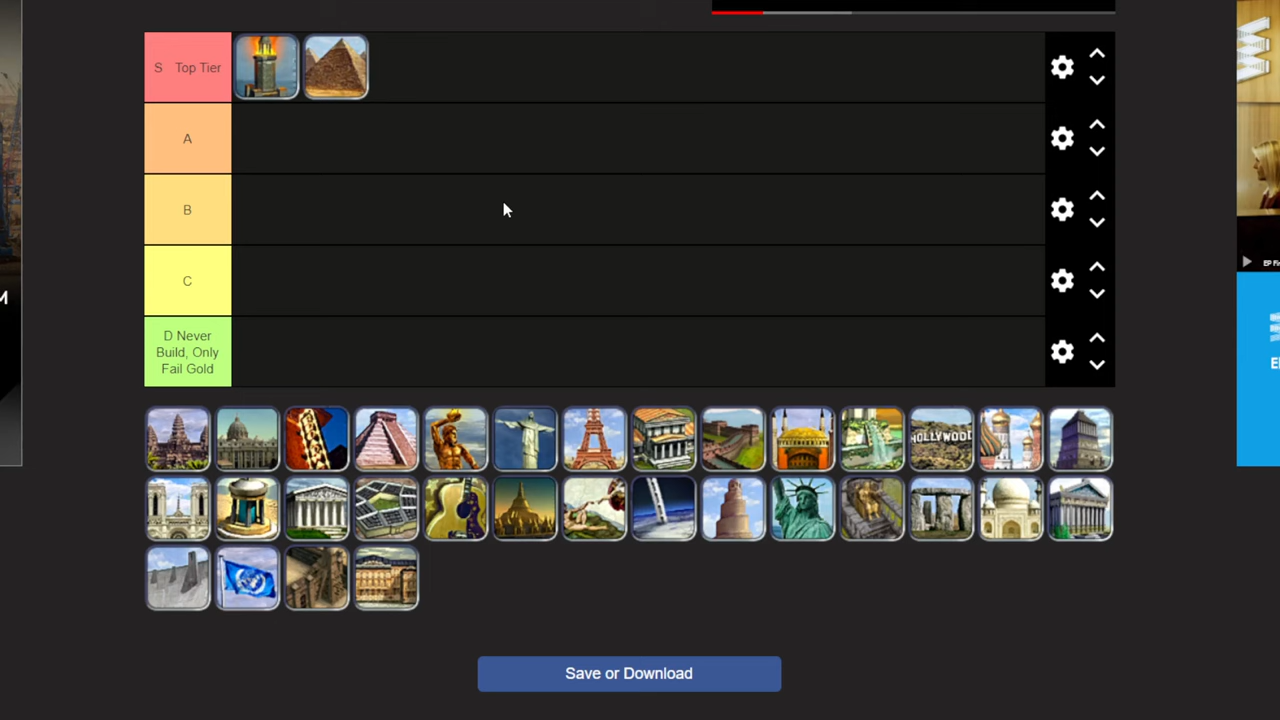 S Top Tier
A
B
C
D Never
Build, Only
Fail Gold
HOLLYWOOD
Save or Download
M